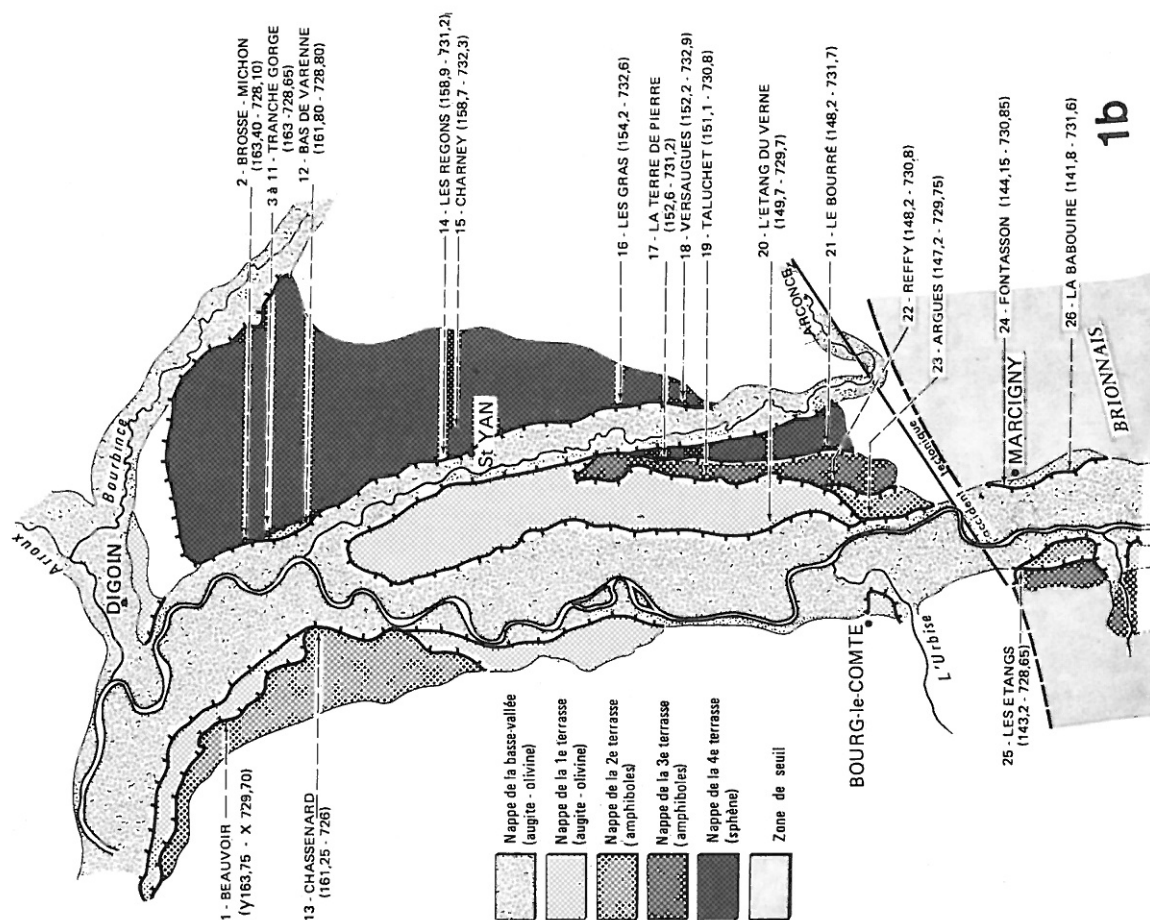 Arroux
Bourbince
DIGOIN
2 - BROSSE - MICHON
(163,40 - 728,10)
3 à 11 - TRANCHE GORGE
(163 -728,65)
12 - BAS DE VARENNE
(161,80 - 728,80)
14 - LES REGONS (158,9 - 731,2)
15 - CHARNEY (158,7 - 732,3)
St YAN
16 - LES GRAS (154,2 - 732,6)
17 - LA TERRE DE PIERRE
(152,6 - 731,2)
18 - VERSAUGUES (152,2 - 732,9)
19 - TALUCHET (151,1 - 730,8)
20 - L'ETANG DU VERNE
(149,7 - 729,7)
21 - LE BOURRÉ (148,2 - 731,7)
22 - REFFY (148,2 - 730,8)
23 - ARGUES (147,2 - 729,75)
ARCONCE
accident tectonique
24 - FONTASSON (144,15 - 730,85)
MARCIGNY
26 - LA BABOUIRE (141,8 - 731,6)
BRIONNAIS
1b
1 - BEAUVOIR
(y163,75 - X 729,70)
13 - CHASSENARD
(161,25 - 726)
BOURG-le-COMTE
L'Urbise
25 - LES ETANGS
(143,2 - 728,65)
Nappe de la basse-vallée
(augite - olivine)
Nappe de la 1e terrasse
(augite - olivine)
Nappe de la 2e terrasse
(amphiboles)
Nappe de la 3e terrasse
(amphiboles)
Nappe de la 4e terrasse
(sphène)
Zone de seuil